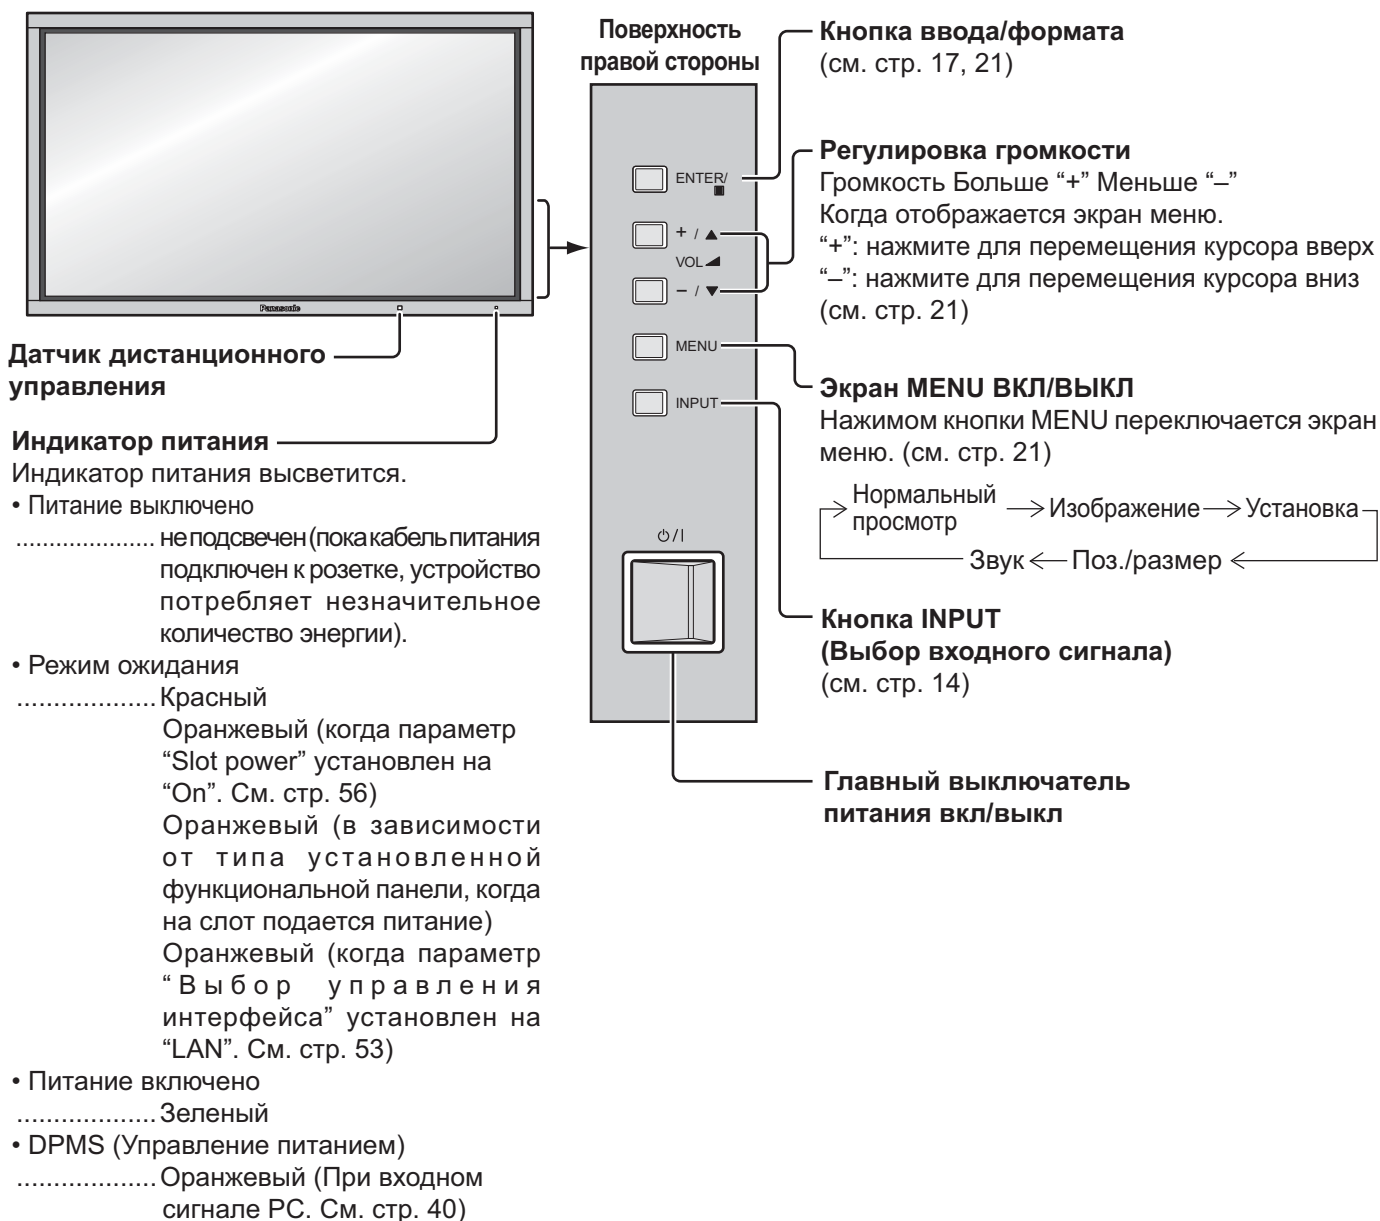 Panasonic
Датчик дистанционного
управления
Индикатор питания
Индикатор питания высветится.
• Питание выключено
..................... не подсвечен (пока кабель питания
подключен к розетке, устройство
потребляет незначительное
количество энергии).
• Режим ожидания
................... Красный
Оранжевый (когда параметр
“Slot power” установлен на
“On”. См. стр. 56)
Оранжевый (в зависимости
от типа установленной
функциональной панели, когда
на слот подается питание)
Оранжевый (когда параметр
“Выбор управления
интерфейса” установлен на
“LAN”. См. стр. 53)
• Питание включено
................... Зеленый
• DPMS (Управление питанием)
................... Оранжевый (При входном
сигнале PC. См. стр. 40)
Поверхность
правой стороны
ENTER/
+ / ▲
VOL
− / ▼
MENU
INPUT
⏻/I
Кнопка ввода/формата
(см. стр. 17, 21)
Регулировка громкости
Громкость Больше “+” Меньше “–”
Когда отображается экран меню.
“+”: нажмите для перемещения курсора вверх
“–”: нажмите для перемещения курсора вниз
(см. стр. 21)
Экран MENU ВКЛ/ВЫКЛ
Нажимом кнопки MENU переключается экран
меню. (см. стр. 21)
Нормальный
просмотр
Изображение
Установка
Поз./размер
Звук
Кнопка INPUT
(Выбор входного сигнала)
(см. стр. 14)
Главный выключатель
питания вкл/выкл